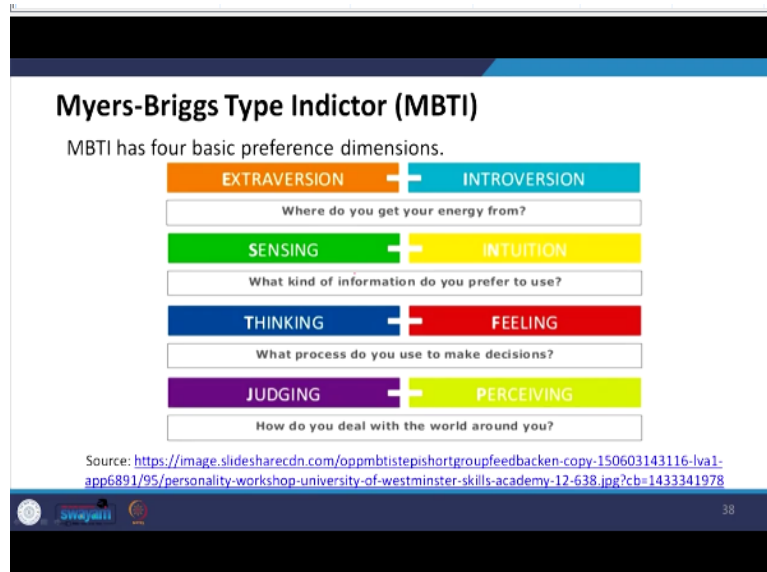 Myers-Briggs Type Indictor (MBTI)
MBTI has four basic preference dimensions.
EXTRAVERSION INTROVERSION
Where do you get your energy from?
SENSING INTUITION
What kind of information do you prefer to use?
THINKING FEELING
What process do you use to make decisions?
JUDGING PERCEIVING
How do you deal with the world around you?
Source: https://image.slidesharecdn.com/oppmbtistepishortgroupfeedbacken-copy-150603143116-lva1-
app6891/95/personality-workshop-university-of-westminster-skills-academy-12-638.jpg?cb=1433341978
swayam 38